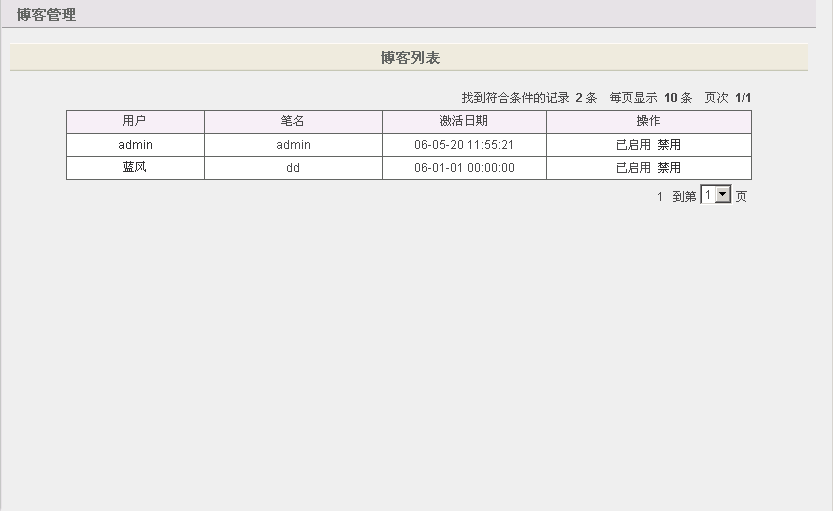 博客管理
博客列表
找到符合条件的记录 2 条 每页显示 10 条 页次 1/1
用户 笔名 激活日期 操作
admin admin 06-05-20 11:55:21 已启用 禁用
蓝风 dd 06-01-01 00:00:00 已启用 禁用
1 到第 1 页